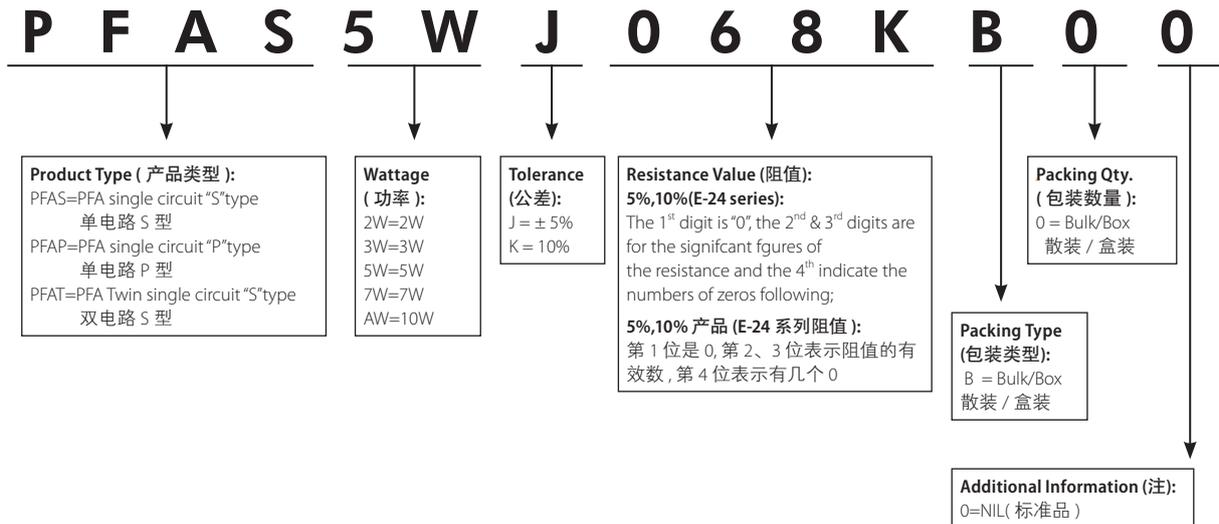 P F A S 5 W J 0 6 8 K B 0 0
Product Type ( 产品类型 ):
PFAS=PFA single circuit “S”type
单电路 S 型
PFAP=PFA single circuit “P”type
单电路 P 型
PFAT=PFA Twin single circuit “S”type
双电路 S 型
Wattage
( 功率 ):
2W=2W
3W=3W
5W=5W
7W=7W
AW=10W
Tolerance
(公差):
J = ± 5%
K = 10%
Resistance Value (阻值):
5%,10%(E-24 series):
The 1st digit is “0”, the 2nd & 3rd digits are
for the signifcant fgures of
the resistance and the 4th indicate the
numbers of zeros following;
5%,10% 产品 (E-24 系列阻值 ):
第 1 位是 0, 第 2、3 位表示阻值的有
效数 , 第 4 位表示有几个 0
Packing Qty.
( 包装数量 ):
0 = Bulk/Box
散装 / 盒装
Packing Type
(包装类型):
B = Bulk/Box
散装 / 盒装
Additional Information (注):
0=NIL( 标准品 )